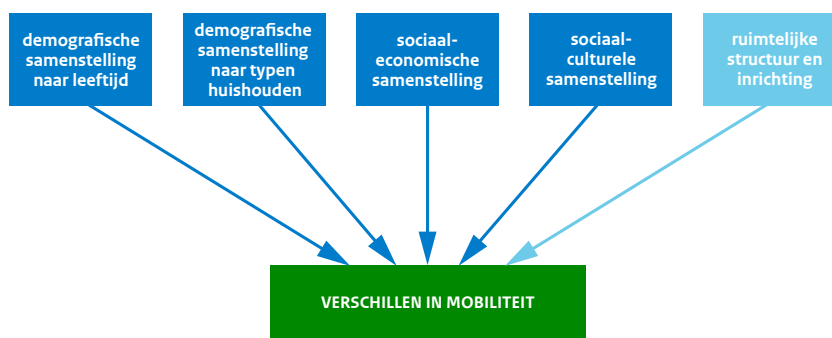 demografische
samenstelling
naar leeftijd
demografische
samenstelling
naar typen
huishouden
sociaal-
economische
samenstelling
sociaal-
culturele
samenstelling
ruimtelijke
structuur en
inrichting
VERSCHILLEN IN MOBILITEIT